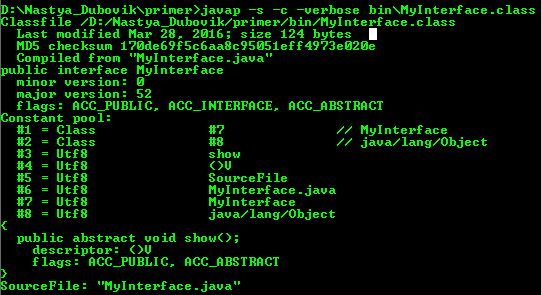 D:\Nastya_Dubovik\primer>javap -s -c -verbose bin\MyInterface.class
Classfile /D:/Nastya_Dubovik/primer/bin/MyInterface.class
  Last modified Mar 28, 2016; size 124 bytes
  MD5 checksum 170de69f5c6aa8c95051eff4973e020e
  Compiled from "MyInterface.java"
public interface MyInterface
  minor version: 0
  major version: 52
  flags: ACC_PUBLIC, ACC_INTERFACE, ACC_ABSTRACT
Constant pool:
  #1 = Class              #7             // MyInterface
  #2 = Class              #8             // java/lang/Object
  #3 = Utf8               show
  #4 = Utf8               ()V
  #5 = Utf8               SourceFile
  #6 = Utf8               MyInterface.java
  #7 = Utf8               MyInterface
  #8 = Utf8               java/lang/Object
{
  public abstract void show();
    descriptor: ()V
    flags: ACC_PUBLIC, ACC_ABSTRACT
}
SourceFile: "MyInterface.java"